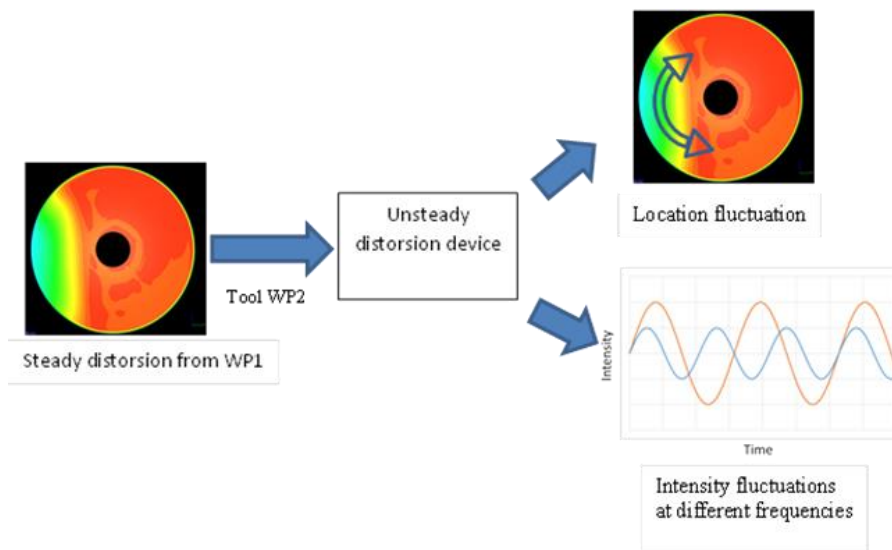 Steady distorsion from WP1
Tool WP2
Unsteady
distorsion device
Location fluctuation
Intensity
Time
Intensity fluctuations
at different frequencies